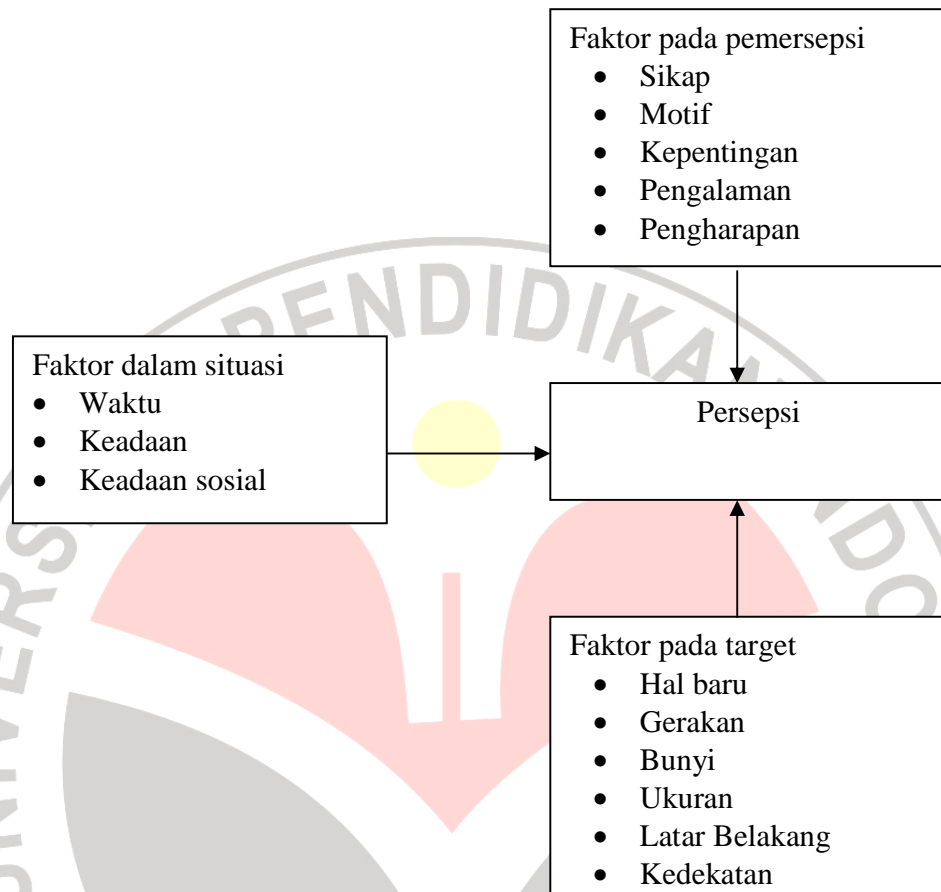 Faktor pada pemersepsi
• Sikap
• Motif
• Kepentingan
• Pengalaman
• Pengharapan
Faktor dalam situasi
• Waktu
• Keadaan
• Keadaan sosial
Persepsi
Faktor pada target
• Hal baru
• Gerakan
• Bunyi
• Ukuran
• Latar Belakang
• Kedekatan
PENDIDIKAN